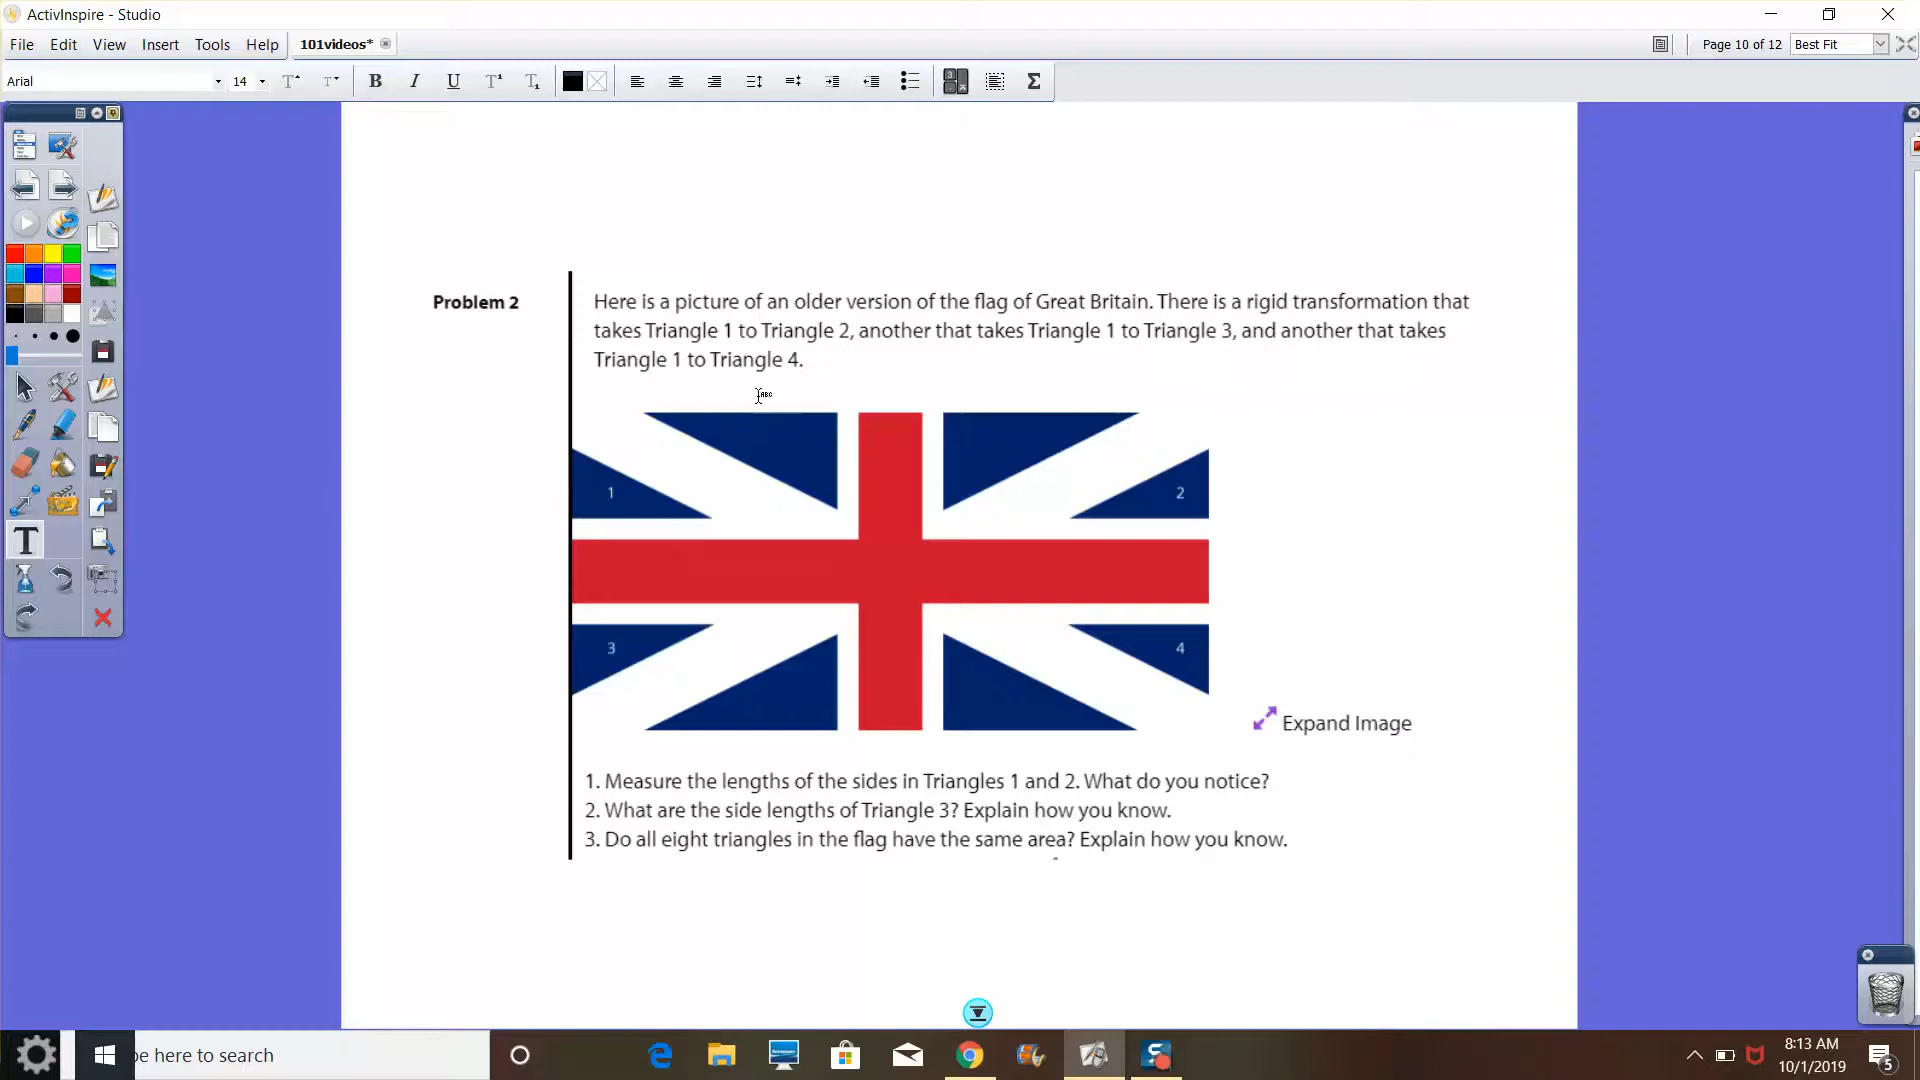 ActivInspire - Studio
File Edit View Insert Tools Help 101videos* Page 10 of 12 Best Fit
Arial 14 B I U
Problem 2
Here is a picture of an older version of the flag of Great Britain. There is a rigid transformation that
takes Triangle 1 to Triangle 2, another that takes Triangle 1 to Triangle 3, and another that takes
Triangle 1 to Triangle 4.
1 2
3 4
Expand Image
1. Measure the lengths of the sides in Triangles 1 and 2. What do you notice?
2. What are the side lengths of Triangle 3? Explain how you know.
3. Do all eight triangles in the flag have the same area? Explain how you know.
pe here to search
8:13 AM
10/1/2019
5